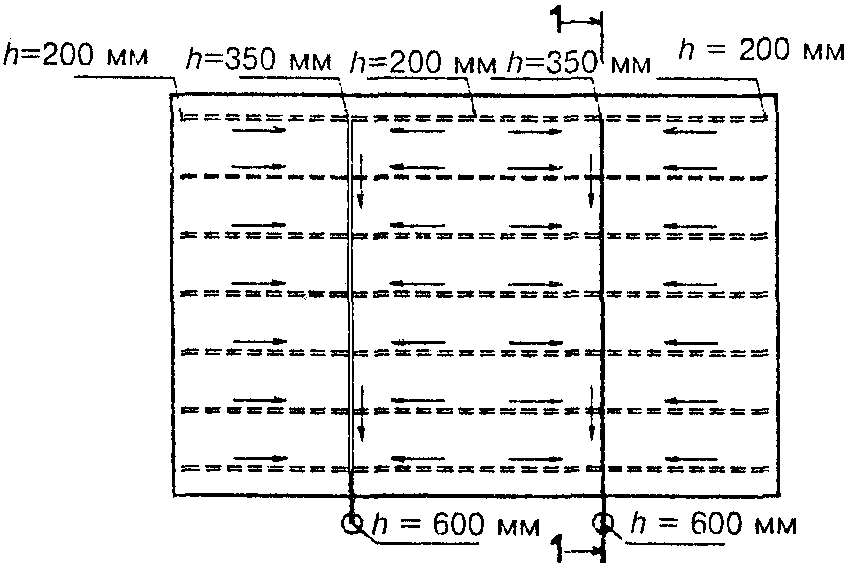 1
h=200 мм h=350 мм h=200 мм h=350 мм h = 200 мм
h = 600 мм h = 600 мм
1